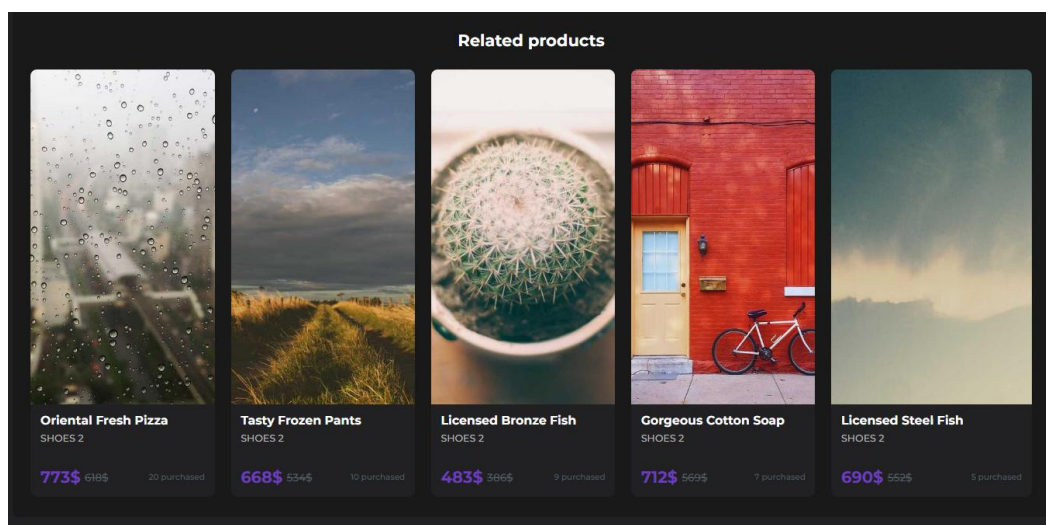 Related products
Oriental Fresh Pizza
SHOES 2
773$ 618$ 20 purchased
Tasty Frozen Pants
SHOES 2
668$ 534$ 10 purchased
Licensed Bronze Fish
SHOES 2
483$ 386$ 9 purchased
Gorgeous Cotton Soap
SHOES 2
712$ 569$ 7 purchased
Licensed Steel Fish
SHOES 2
690$ 552$ 5 purchased